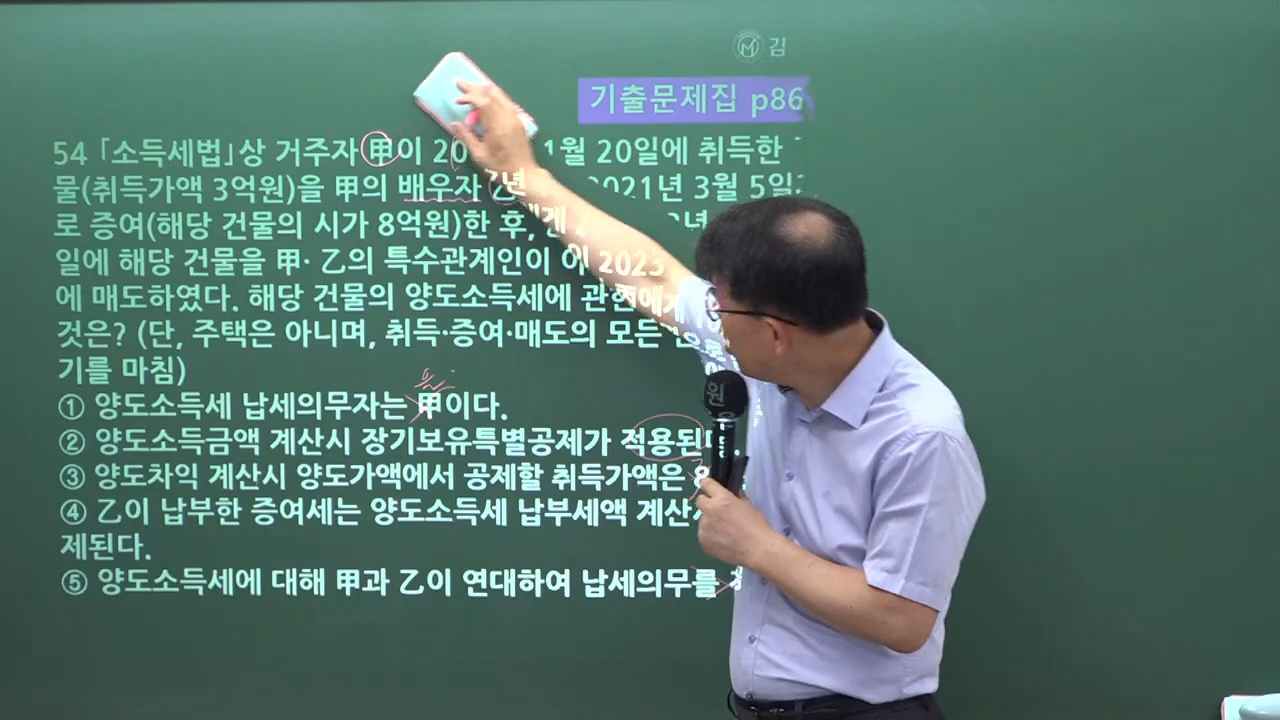 김
기출문제집 p86
54 「소득세법」상 거주자 甲이 20 1월 20일에 취득한
물(취득가액 3억원)을 甲의 배우자 乙 2021년 3월 5일
로 증여(해당 건물의 시가 8억원)한 후,
일에 해당 건물을 甲· 乙의 특수관계인이 아 2023
에 매도하였다. 해당 건물의 양도소득세에 관한
것은? (단, 주택은 아니며, 취득·증여·매도의 모든
기를 마침)
① 양도소득세 납세의무자는 甲이다.
② 양도소득금액 계산시 장기보유특별공제가 적용된다
③ 양도차익 계산시 양도가액에서 공제할 취득가액은 8
④ 乙이 납부한 증여세는 양도소득세 납부세액 계산시
제된다.
⑤ 양도소득세에 대해 甲과 乙이 연대하여 납세의무를